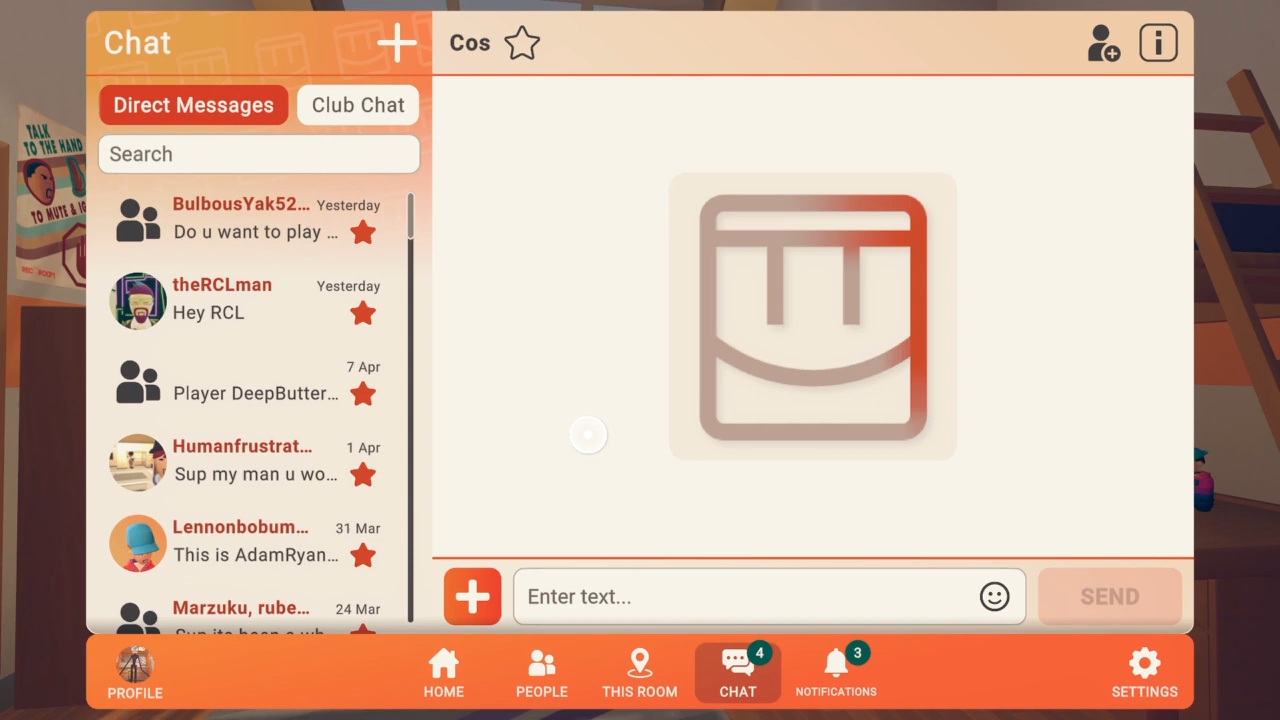 Chat
Cos
Direct Messages
Club Chat
Search
BulbousYak52... Yesterday
Do u want to play ...
theRCLman Yesterday
Hey RCL
7 Apr
Player DeepButter...
Humanfrustrat... 1 Apr
Sup my man u wo...
Lennonbobum... 31 Mar
This is AdamRyan...
Marzuku, rube... 24 Mar
Enter text...
SEND
TALK
TO THE HAND
TO MUTE & IG
REC ROOM
PROFILE
HOME
PEOPLE
THIS ROOM
CHAT
4
NOTIFICATIONS
3
SETTINGS